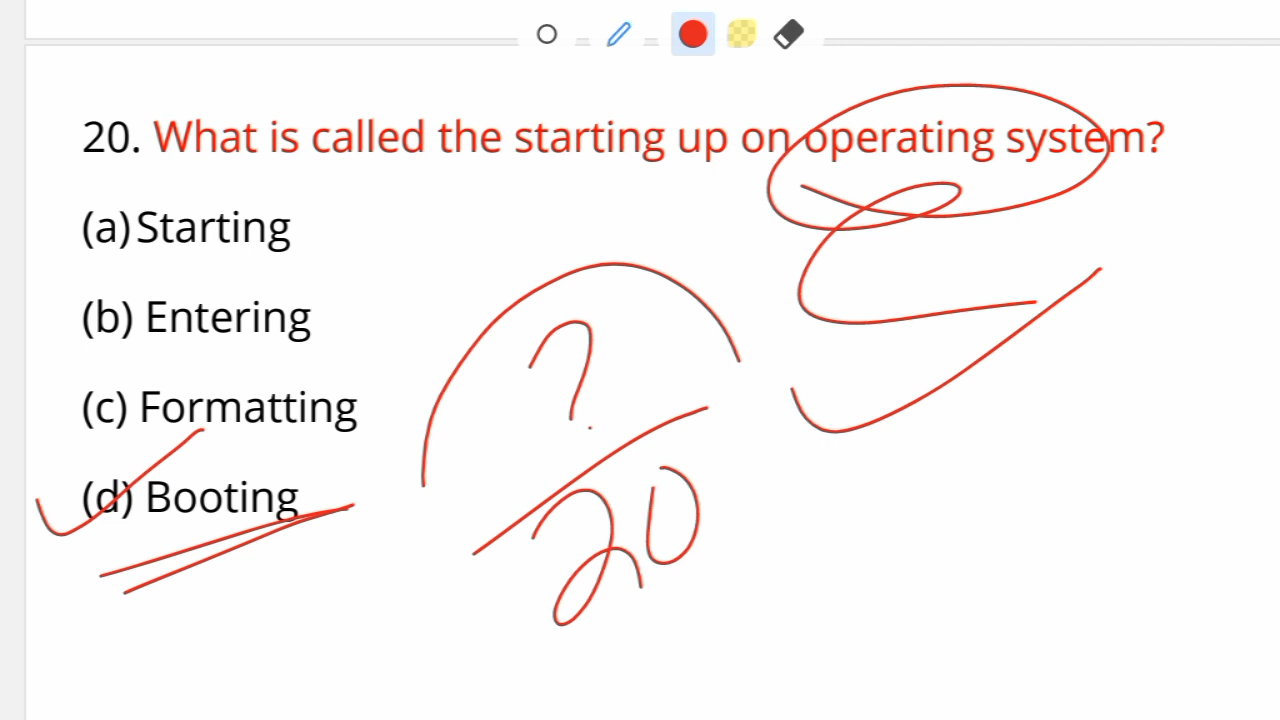 20. What is called the starting up on operating system?
(a) Starting
(b) Entering
(c) Formatting
(d) Booting
?
20